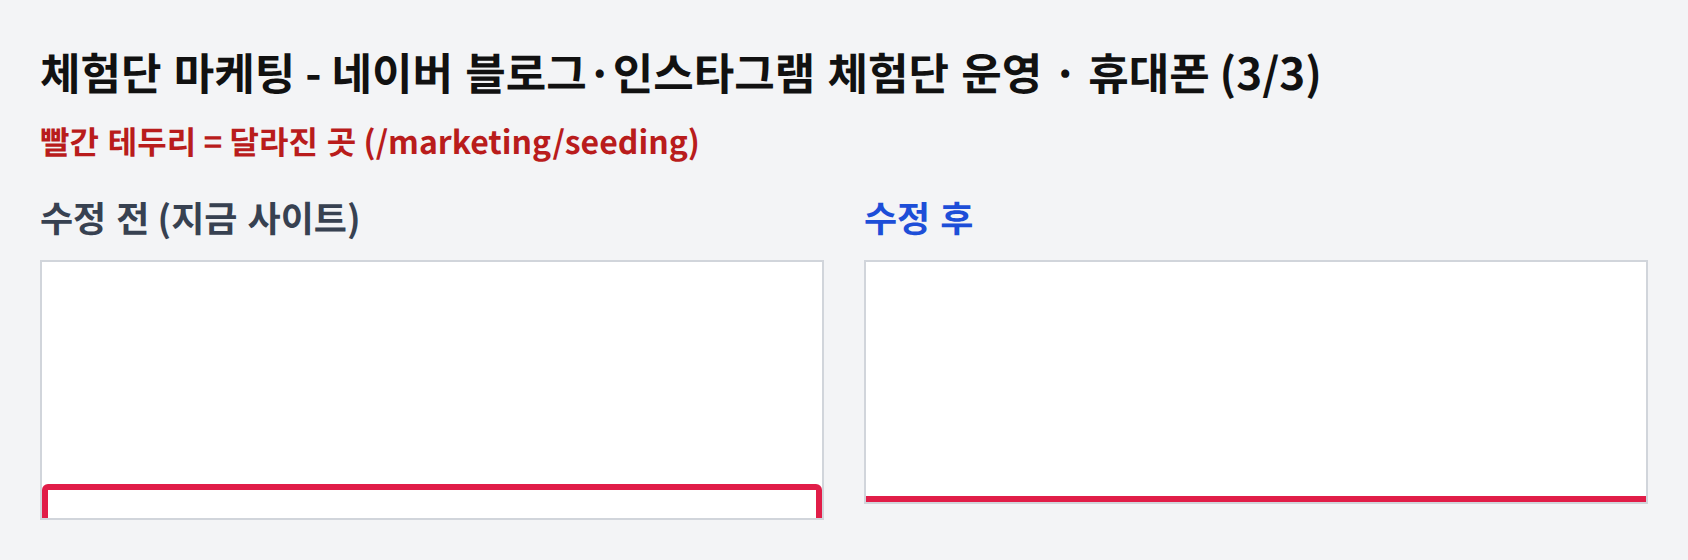 체험단 마케팅 - 네이버 블로그·인스타그램 체험단 운영 · 휴대폰 (3/3)
빨간 테두리 = 달라진 곳 (/marketing/seeding)
수정 전 (지금 사이트)
수정 후